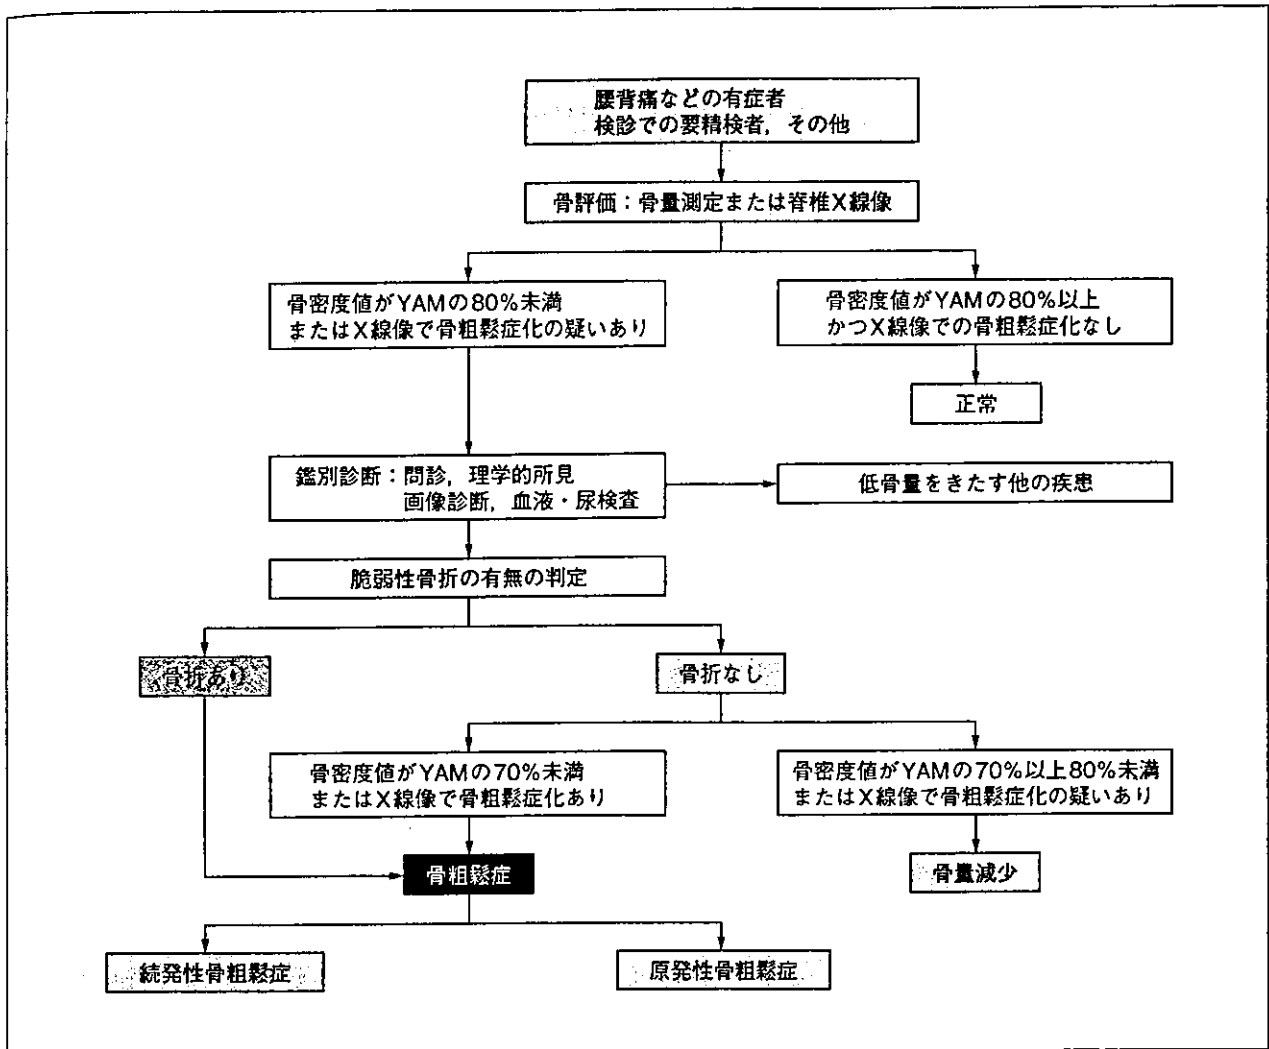 腰背痛などの有症者
検診での要精検者，その他
骨評価：骨量測定または脊椎X線像
骨密度値がYAMの80%未満
またはX線像で骨粗鬆症化の疑いあり
骨密度値がYAMの80%以上
かつX線像での骨粗鬆症化なし
正常
鑑別診断：問診，理学的所見
画像診断，血液・尿検査
低骨量をきたす他の疾患
脆弱性骨折の有無の判定
骨折あり
骨折なし
骨密度値がYAMの70%未満
またはX線像で骨粗鬆症化あり
骨密度値がYAMの70%以上80%未満
またはX線像で骨粗鬆症化の疑いあり
骨粗鬆症
骨量減少
続発性骨粗鬆症
原発性骨粗鬆症